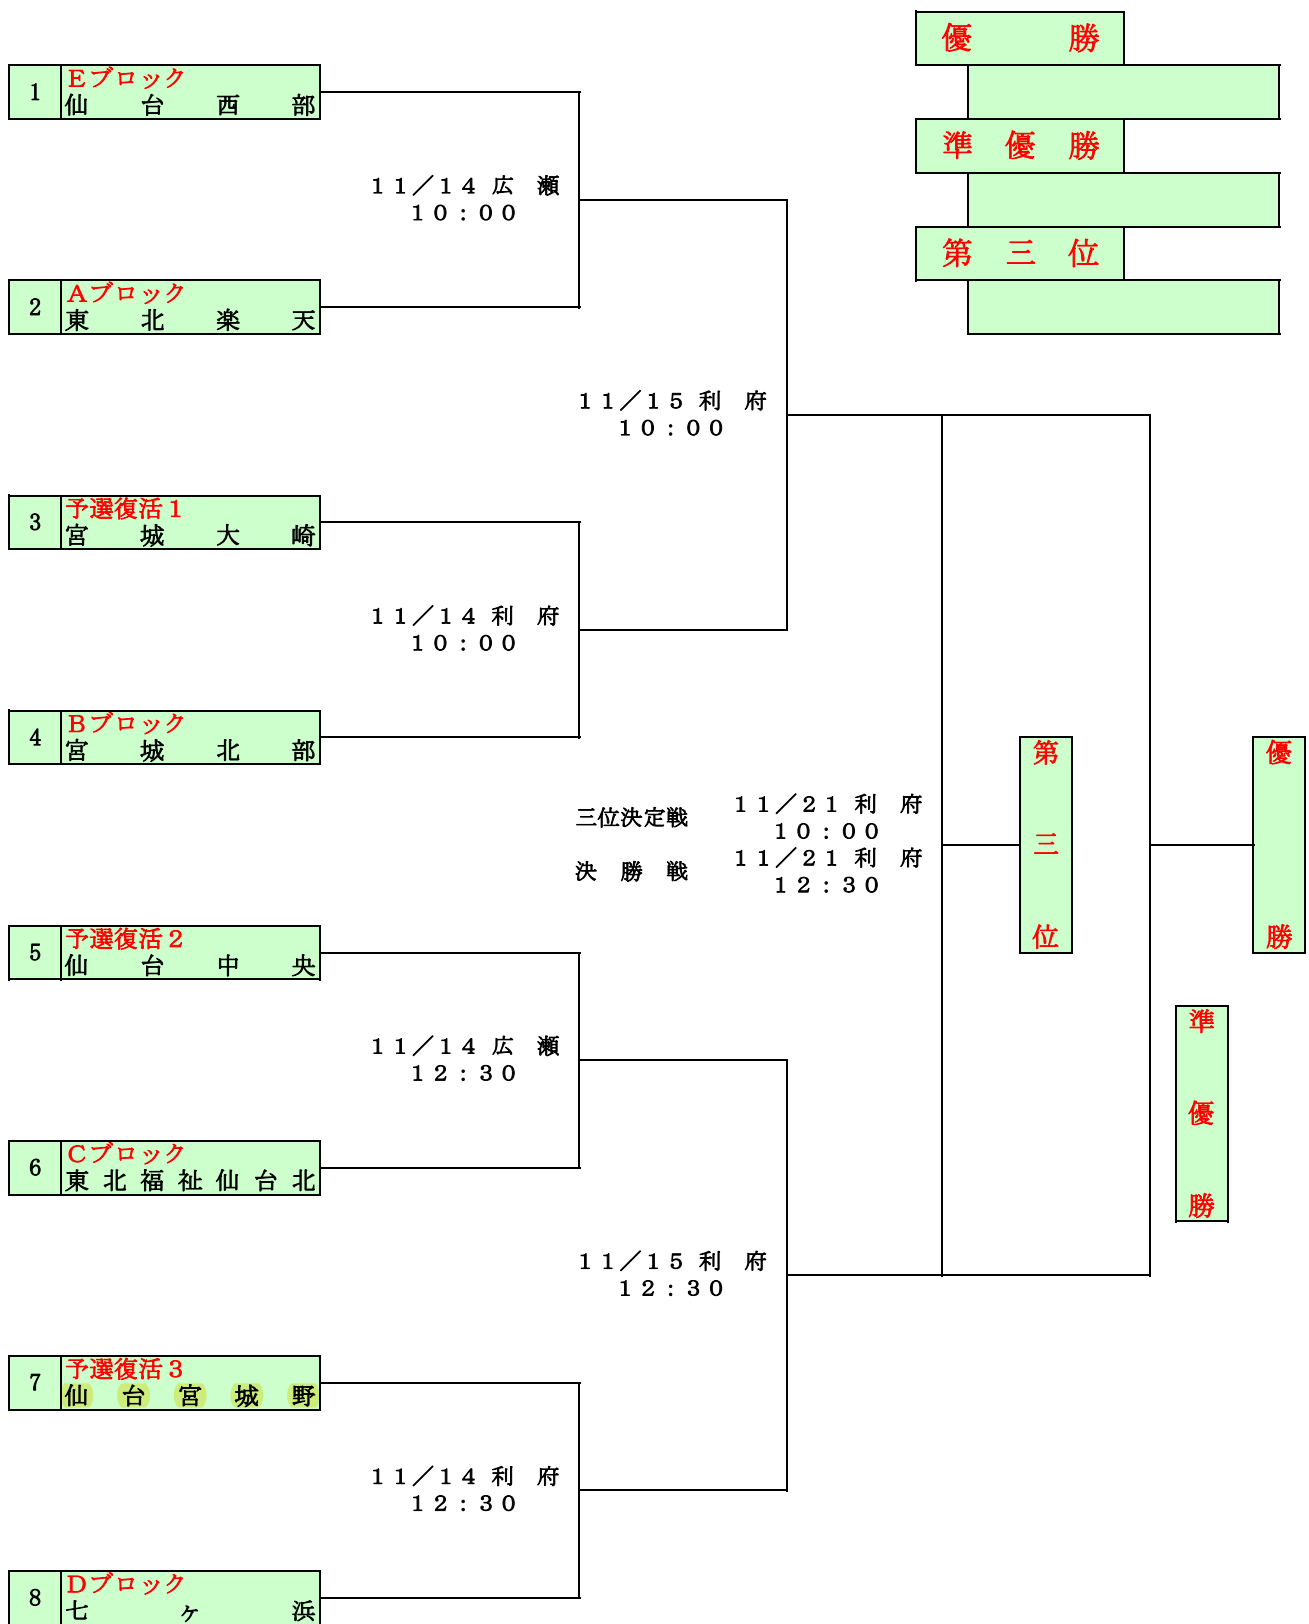 優勝
準優勝
第三位
1
Eブロック
仙台西部
11/14 広瀬
10:00
2
Aブロック
東北楽天
11/15 利府
10:00
3
予選復活1
宮城大崎
11/14 利府
10:00
4
Bブロック
宮城北部
三位決定戦 11/21 利府
10:00
決勝戦 11/21 利府
12:30
第三位
優勝
準優勝
5
予選復活2
仙台中央
11/14 広瀬
12:30
6
Cブロック
東北福祉仙台北
11/15 利府
12:30
7
予選復活3
仙台宮城野
11/14 利府
12:30
8
Dブロック
七ヶ浜